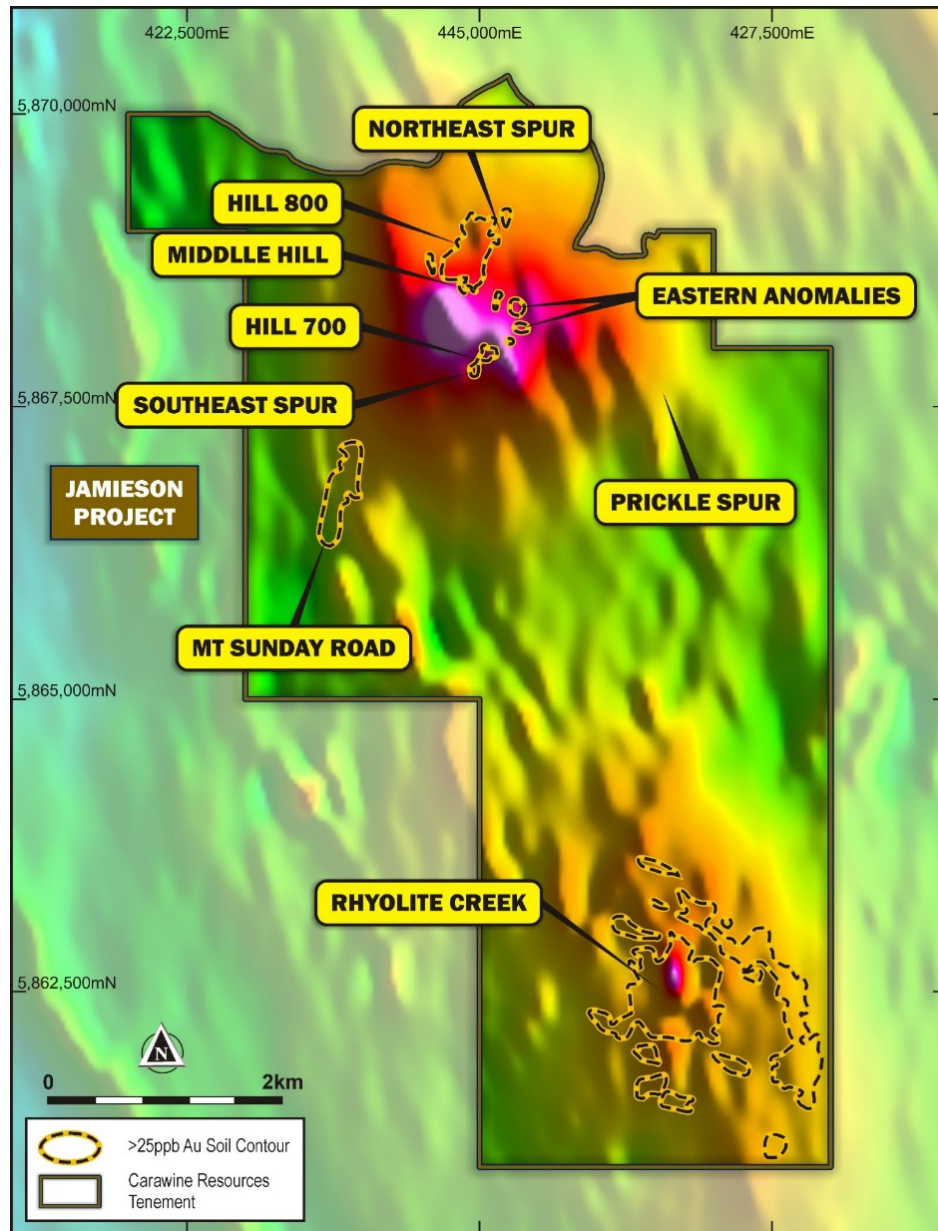 422,500mE
445,000mE
427,500mE
5,870,000mN
NORTHEAST SPUR
HILL 800
MIDDLLE HILL
EASTERN ANOMALIES
HILL 700
SOUTHEAST SPUR
5,867,500mN
JAMIESON
PROJECT
PRICKLE SPUR
MT SUNDAY ROAD
5,865,000mN
RHYOLITE CREEK
5,862,500mN
N
0
2km
>25ppb Au Soil Contour
Carawine Resources
Tenement